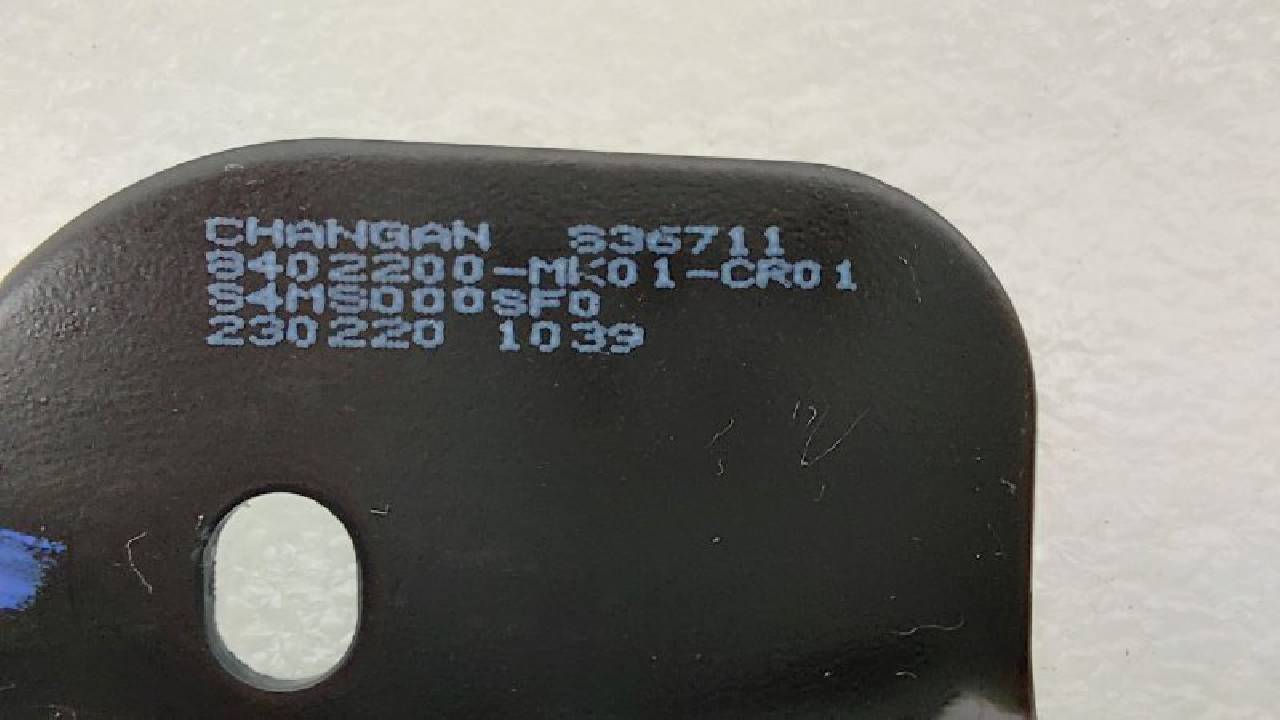 CHANGAN S36711
8402200-MK01-CR01
S4MS000SF0
230220 1039